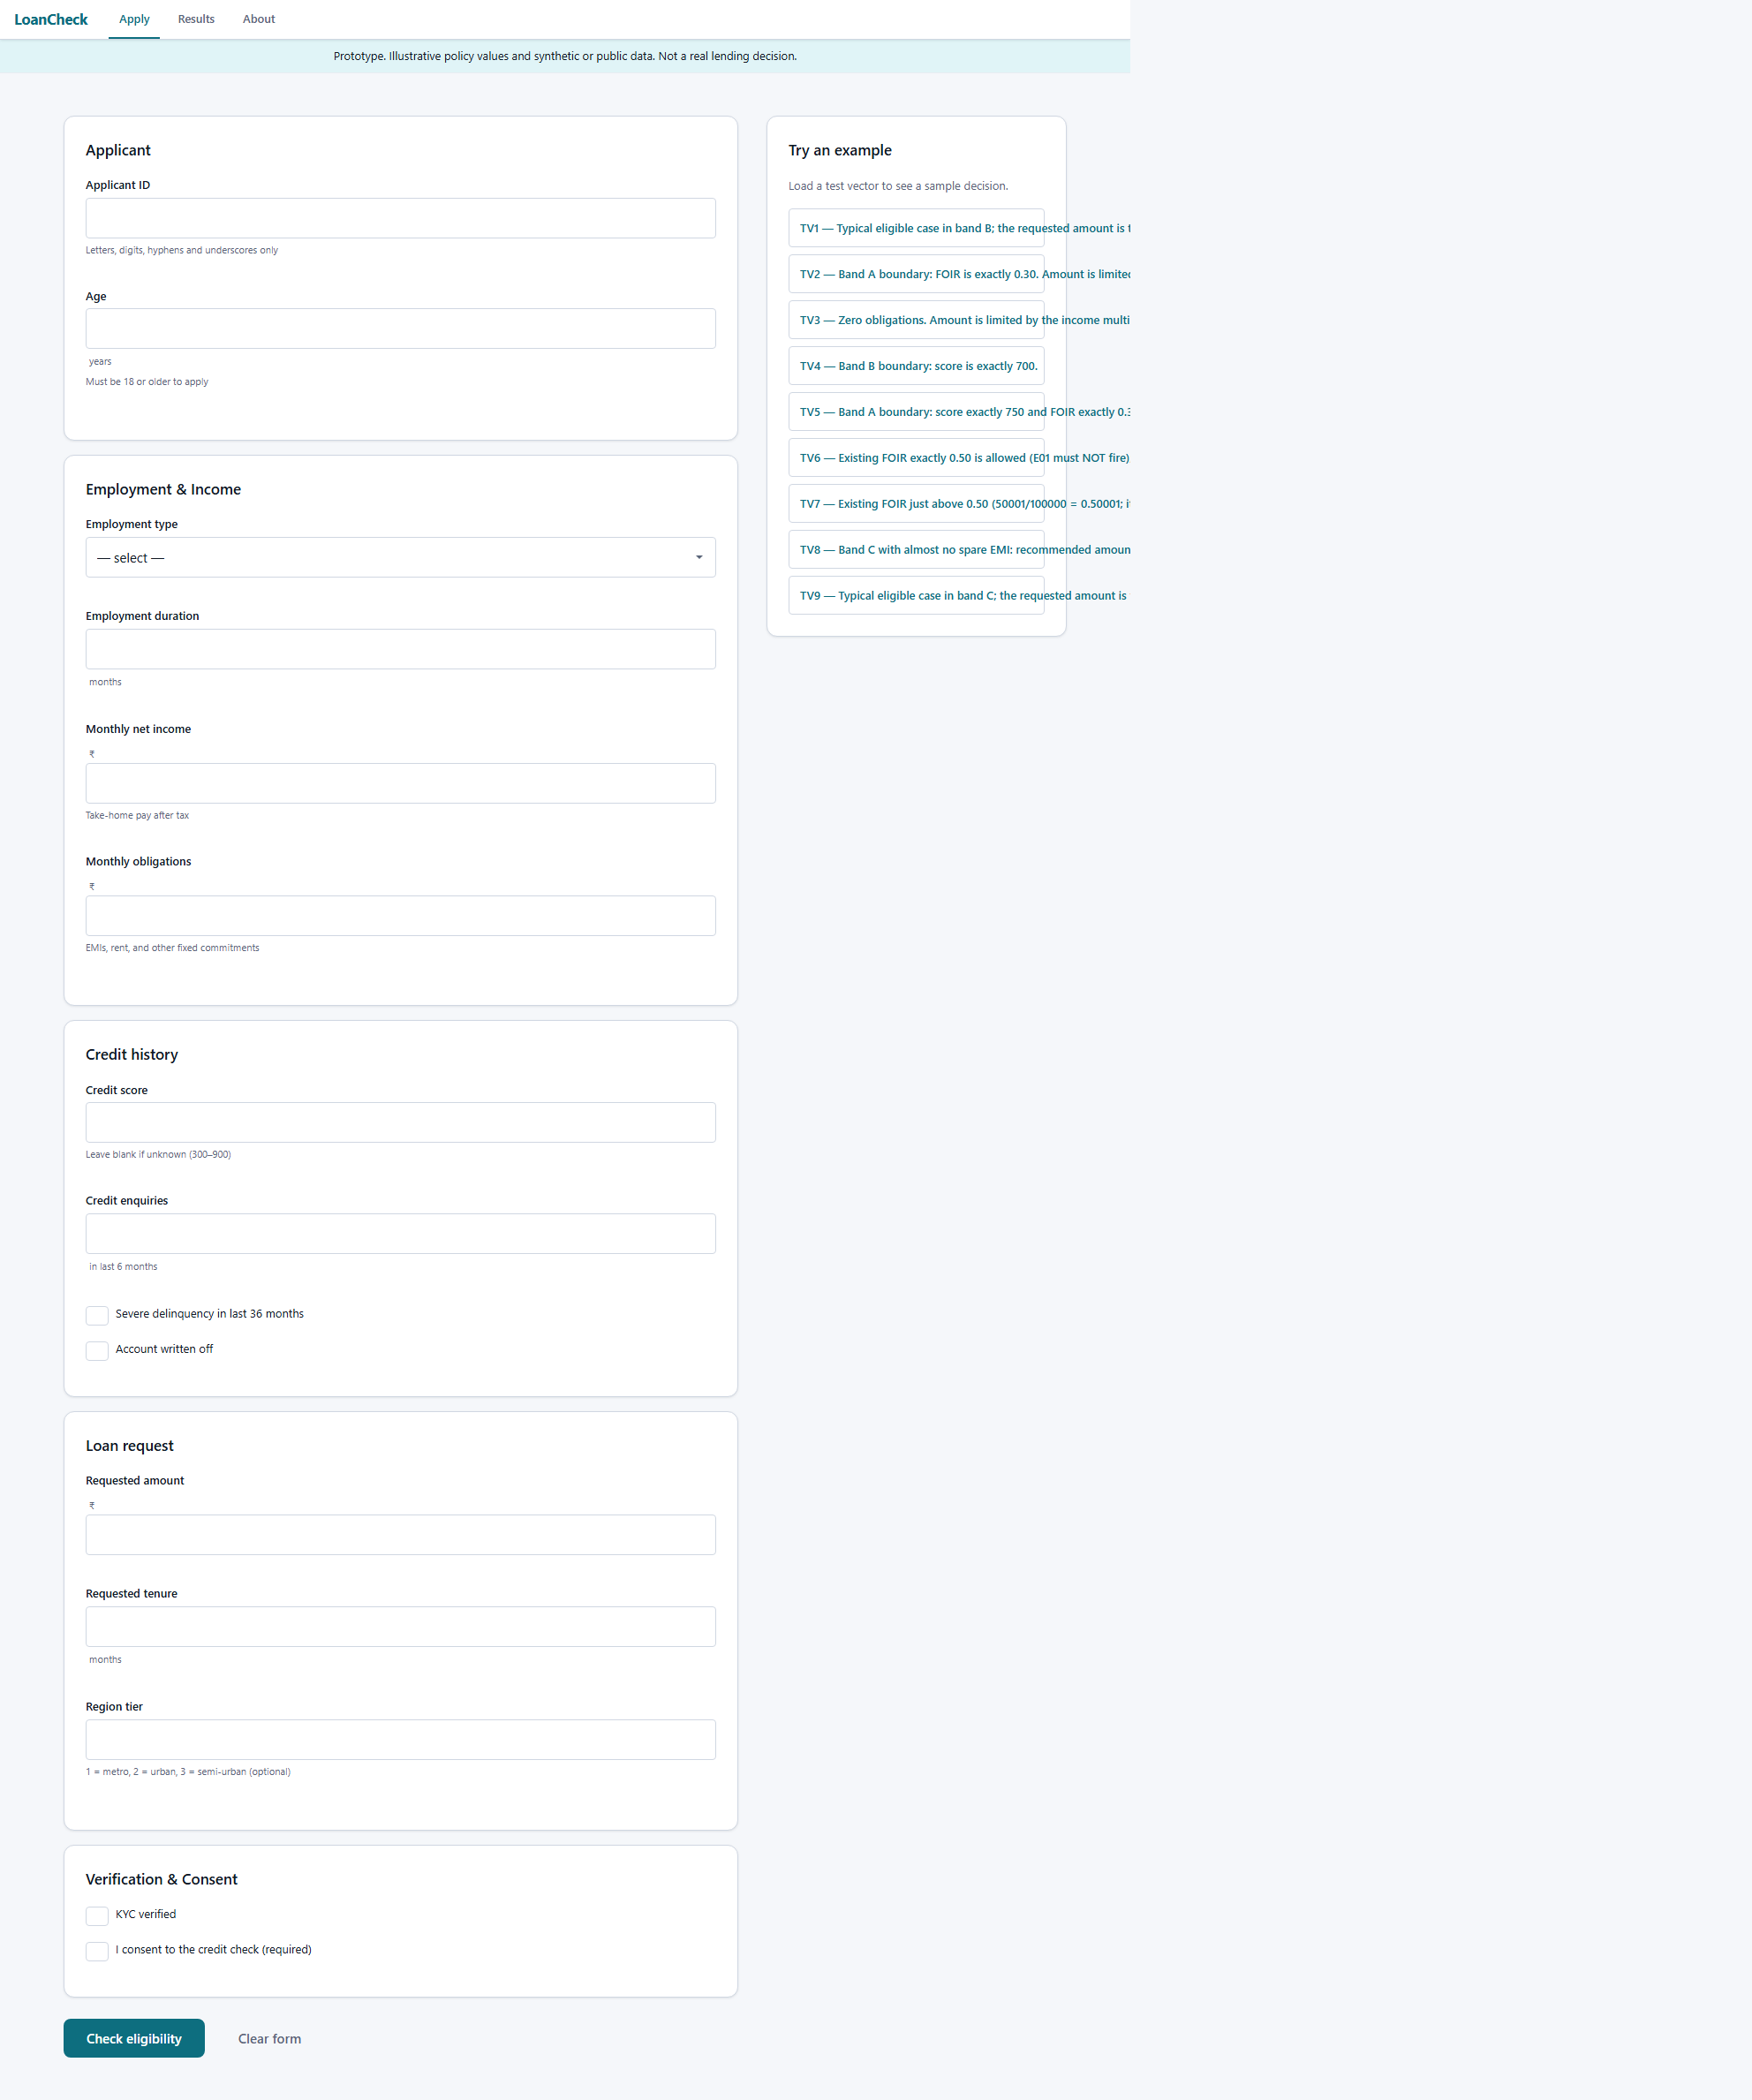 LoanCheck
Apply
Results
About
Prototype. Illustrative policy values and synthetic or public data. Not a real lending decision.
Applicant
Applicant ID
Letters, digits, hyphens and underscores only
Age
years
Must be 18 or older to apply
Employment & Income
Employment type
— select —
Employment duration
months
Monthly net income
₹
Take-home pay after tax
Monthly obligations
₹
EMIs, rent, and other fixed commitments
Credit history
Credit score
Leave blank if unknown (300–900)
Credit enquiries
in last 6 months
Severe delinquency in last 36 months
Account written off
Loan request
Requested amount
₹
Requested tenure
months
Region tier
1 = metro, 2 = urban, 3 = semi-urban (optional)
Verification & Consent
KYC verified
I consent to the credit check (required)
Check eligibility
Clear form
Try an example
Load a test vector to see a sample decision.
TV1 — Typical eligible case in band B; the requested amount is
TV2 — Band A boundary: FOIR is exactly 0.30. Amount is limited
TV3 — Zero obligations. Amount is limited by the income multi
TV4 — Band B boundary: score is exactly 700.
TV5 — Band A boundary: score exactly 750 and FOIR exactly 0.3
TV6 — Existing FOIR exactly 0.50 is allowed (E01 must NOT fire)
TV7 — Existing FOIR just above 0.50 (50001/100000 = 0.50001;
TV8 — Band C with almost no spare EMI: recommended amoun
TV9 — Typical eligible case in band C; the requested amount is